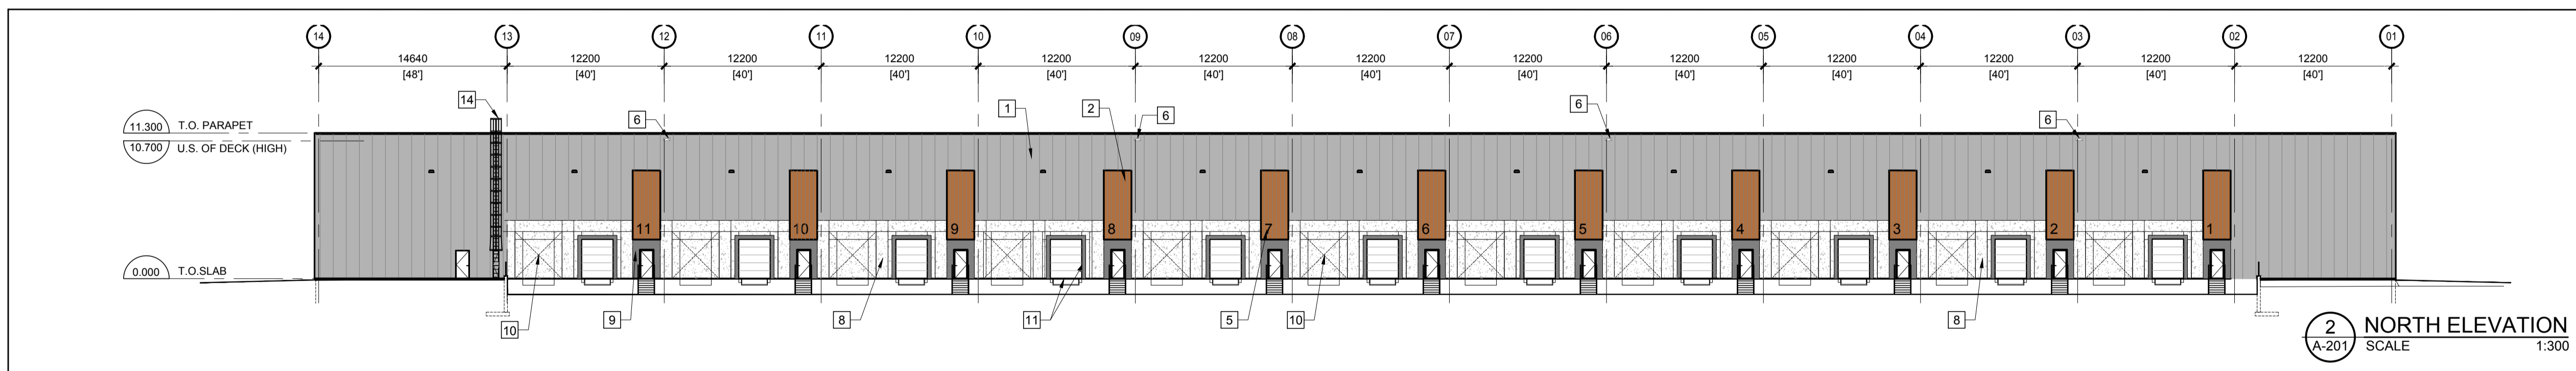 14 13 12 11 10 09 08 07 06 05 04 03 02 01
14640 12200 12200 12200 12200 12200 12200 12200 12200 12200 12200 12200 12200
[48'] [40'] [40'] [40'] [40'] [40'] [40'] [40'] [40'] [40'] [40'] [40'] [40']
14 1 2 6 6 6 6
11.300 T.O. PARAPET
10.700 U.S. OF DECK (HIGH)
11 10 9 8 7 6 5 4 3 2 1
0.000 T.O.SLAB
10 9 8 11 5 10 8
2 NORTH ELEVATION
A-201 SCALE 1:300